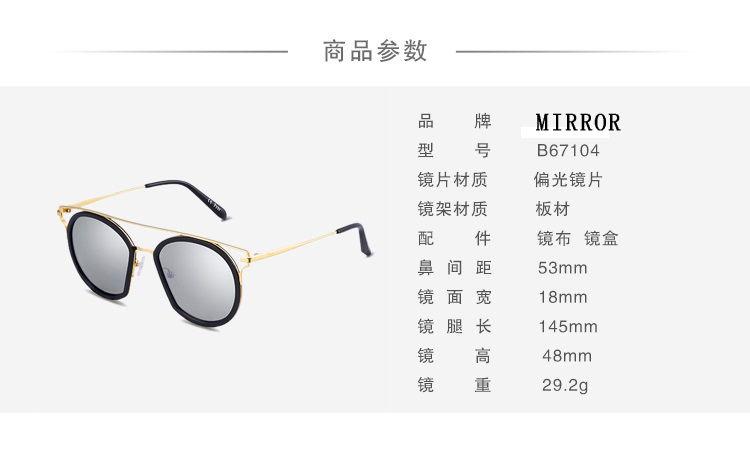 商品参数
品 牌 MIRROR
型 号 B67104
镜片材质 偏光镜片
镜架材质 板材
配 件 镜布 镜盒
鼻 间 距 53mm
镜 面 宽 18mm
镜 腿 长 145mm
镜 高 48mm
镜 重 29.2g